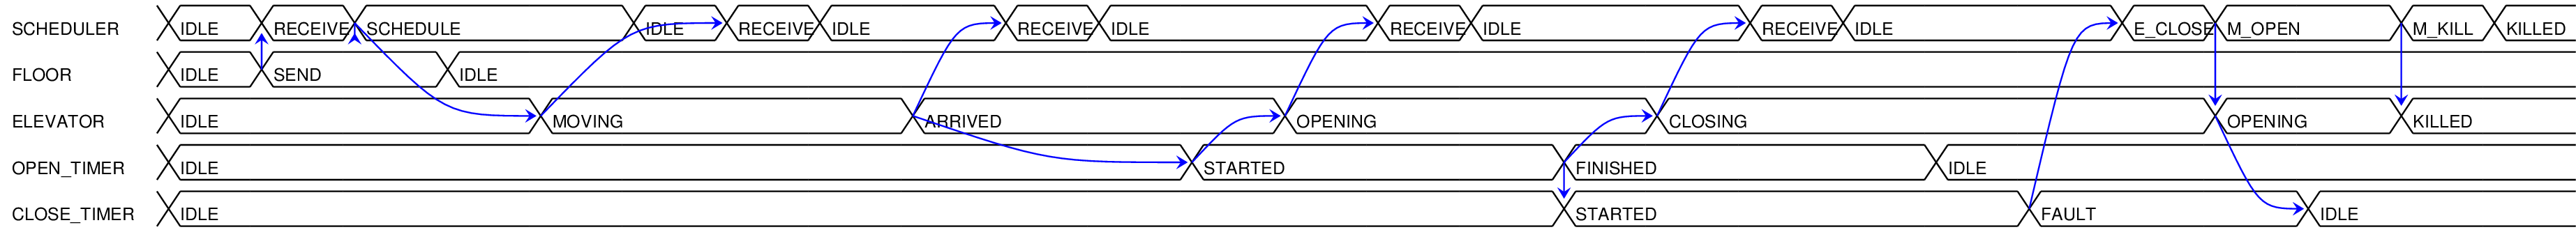 SCHEDULER IDLE RECEIVE SCHEDULE IDLE RECEIVE IDLE RECEIVE IDLE RECEIVE IDLE RECEIVE IDLE E_CLOSE M_OPEN M_KILL KILLED
FLOOR IDLE SEND IDLE
ELEVATOR IDLE MOVING ARRIVED OPENING CLOSING OPENING KILLED
OPEN_TIMER IDLE STARTED FINISHED IDLE
CLOSE_TIMER IDLE STARTED FAULT IDLE